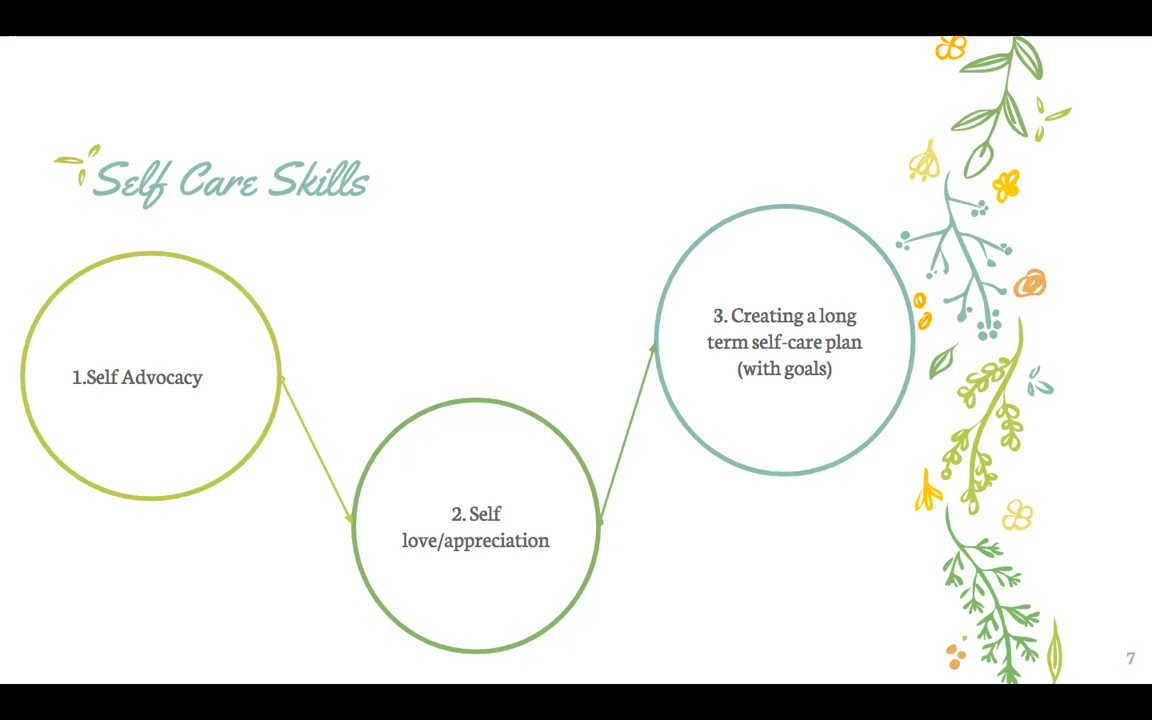 Self Care Skills
1.Self Advocacy
2. Self
love/appreciation
3. Creating a long
term self-care plan
(with goals)
7